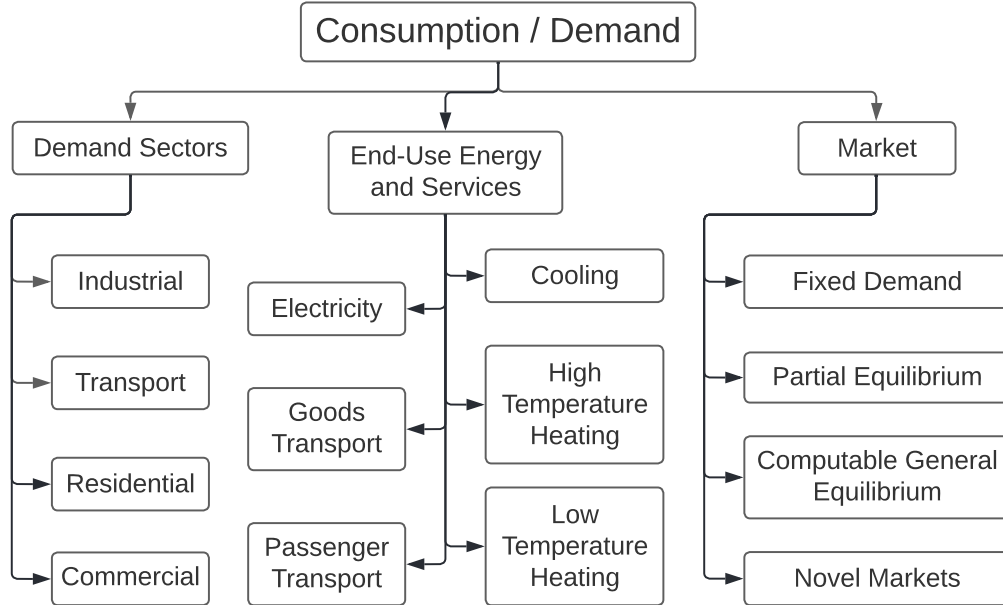 Consumption / Demand
Demand Sectors
End-Use Energy
and Services
Market
Industrial
Transport
Residential
Commercial
Electricity
Goods
Transport
Passenger
Transport
Cooling
High
Temperature
Heating
Low
Temperature
Heating
Fixed Demand
Partial Equilibrium
Computable General
Equilibrium
Novel Markets